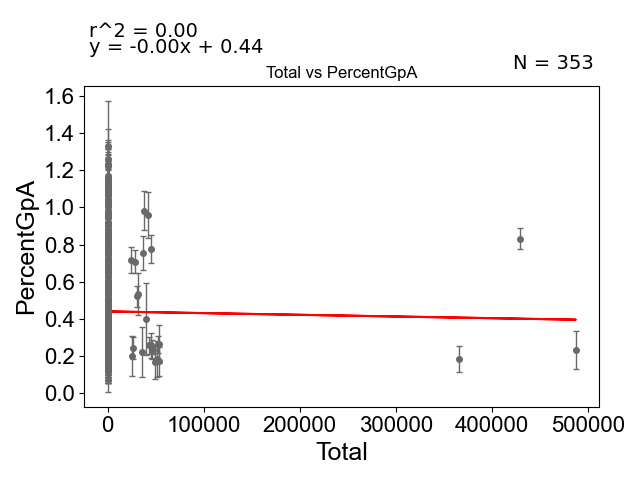 r^2 = 0.00
y = -0.00x + 0.44
N = 353
Total vs PercentGpA
1.6
1.4
1.2
1.0
0.8
0.6
0.4
0.2
0.0
PercentGpA
0 100000 200000 300000 400000 500000
Total